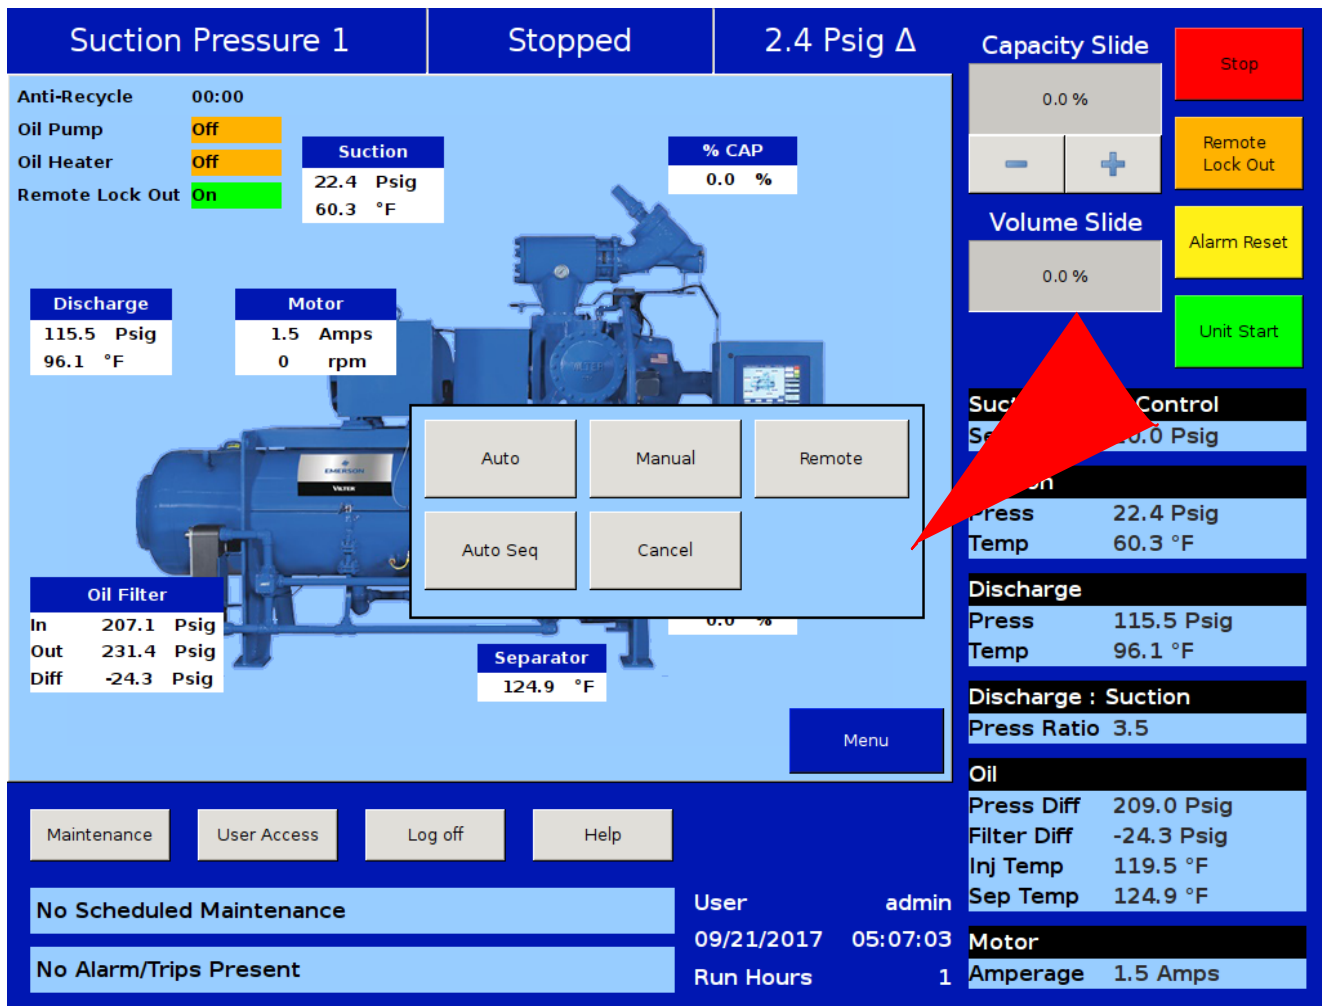 Suction Pressure 1
Stopped
2.4 Psig Δ
Capacity Slide
0.0 %
Stop
Remote
Lock Out
Volume Slide
0.0 %
Alarm Reset
Unit Start
Anti-Recycle 00:00
Oil Pump Off
Oil Heater Off
Remote Lock Out On
Suction
22.4 Psig
60.3 °F
% CAP
0.0 %
Discharge
115.5 Psig
96.1 °F
Motor
1.5 Amps
0 rpm
EMERSON
VILTER
Auto
Manual
Remote
Auto Seq
Cancel
0.0 %
Oil Filter
In 207.1 Psig
Out 231.4 Psig
Diff -24.3 Psig
Separator
124.9 °F
Menu
Control
Psig
Press 22.4 Psig
Temp 60.3 °F
Discharge
Press 115.5 Psig
Temp 96.1 °F
Discharge : Suction
Press Ratio 3.5
Oil
Press Diff 209.0 Psig
Filter Diff -24.3 Psig
Inj Temp 119.5 °F
Sep Temp 124.9 °F
Motor
Amperage 1.5 Amps
Maintenance
User Access
Log off
Help
No Scheduled Maintenance
No Alarm/Trips Present
User admin
09/21/2017 05:07:03
Run Hours 1